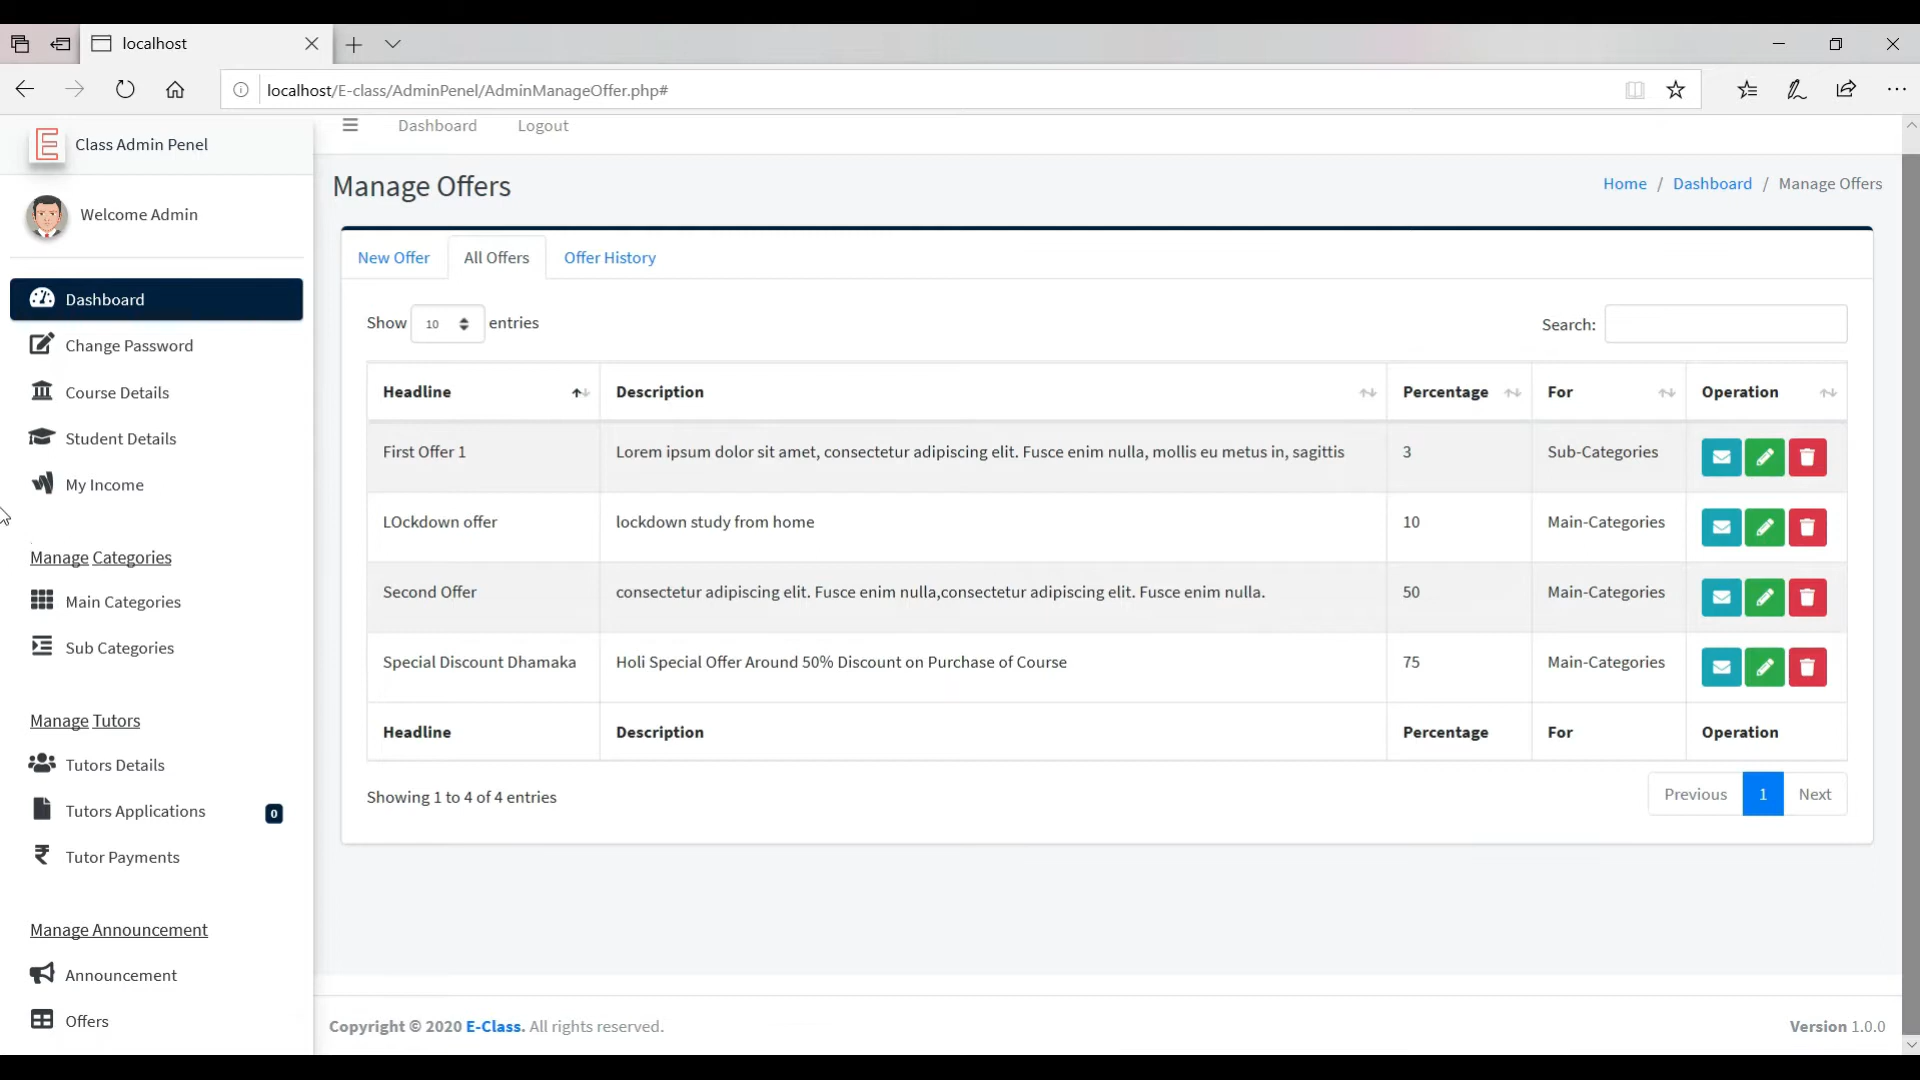 localhost
localhost/E-class/AdminPenel/AdminManageOffer.php#
E Class Admin Penel
Dashboard Logout
Welcome Admin
Manage Offers
Home / Dashboard / Manage Offers
Dashboard
Change Password
Course Details
Student Details
My Income
Manage Categories
Main Categories
Sub Categories
Manage Tutors
Tutors Details
Tutors Applications 0
Tutor Payments
Manage Announcement
Announcement
Offers
New Offer All Offers Offer History
Show 10 entries Search:
Headline Description Percentage For Operation
First Offer 1 Lorem ipsum dolor sit amet, consectetur adipiscing elit. Fusce enim nulla, mollis eu metus in, sagittis 3 Sub-Categories
LOckdown offer lockdown study from home 10 Main-Categories
Second Offer consectetur adipiscing elit. Fusce enim nulla,consectetur adipiscing elit. Fusce enim nulla. 50 Main-Categories
Special Discount Dhamaka Holi Special Offer Around 50% Discount on Purchase of Course 75 Main-Categories
Headline Description Percentage For Operation
Showing 1 to 4 of 4 entries Previous 1 Next
Copyright © 2020 E-Class. All rights reserved. Version 1.0.0